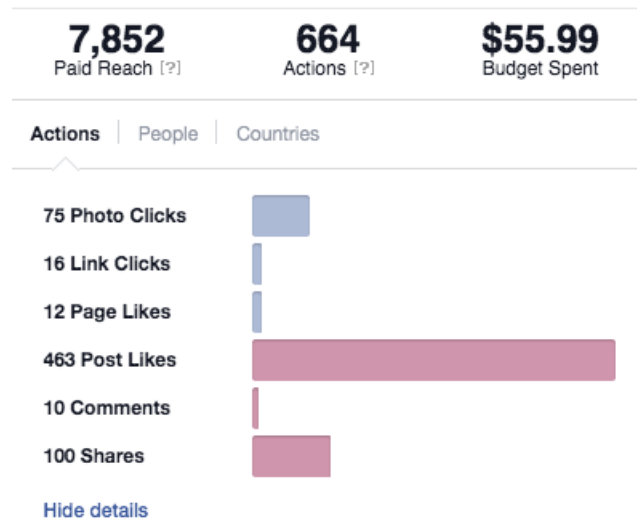 7,852 664 $55.99
Paid Reach [?] Actions [?] Budget Spent
Actions People Countries
75 Photo Clicks
16 Link Clicks
12 Page Likes
463 Post Likes
10 Comments
100 Shares
Hide details